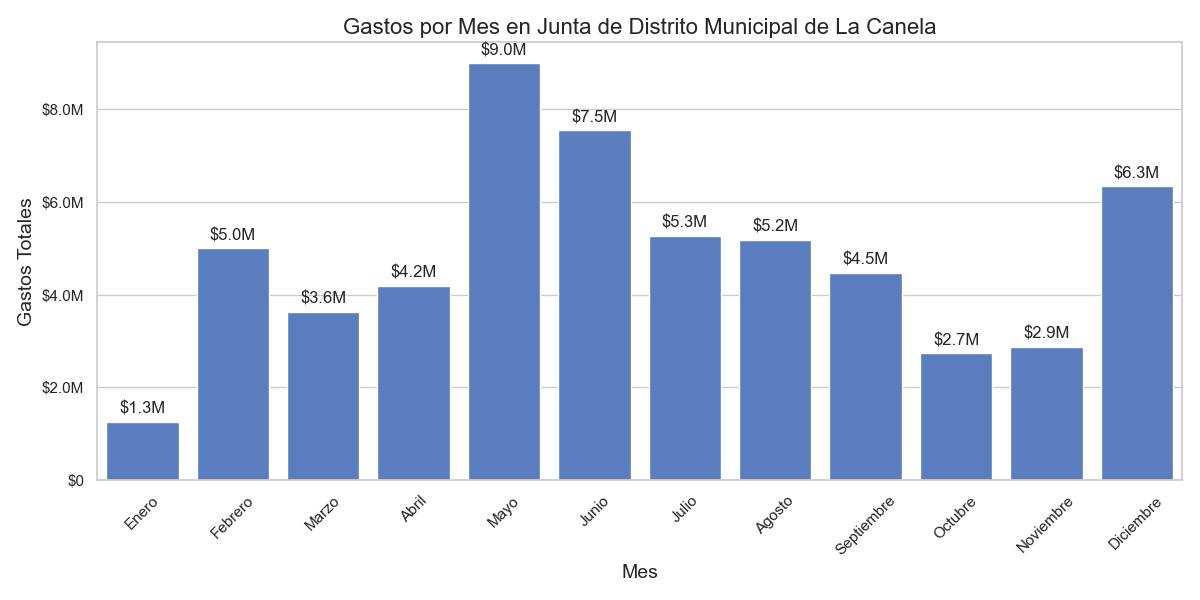 Gastos por Mes en Junta de Distrito Municipal de La Canela
Gastos Totales
$8.0M
$6.0M
$4.0M
$2.0M
$0
$1.3M
$5.0M
$3.6M
$4.2M
$9.0M
$7.5M
$5.3M
$5.2M
$4.5M
$2.7M
$2.9M
$6.3M
Enero
Febrero
Marzo
Abril
Mayo
Junio
Julio
Agosto
Septiembre
Octubre
Noviembre
Diciembre
Mes